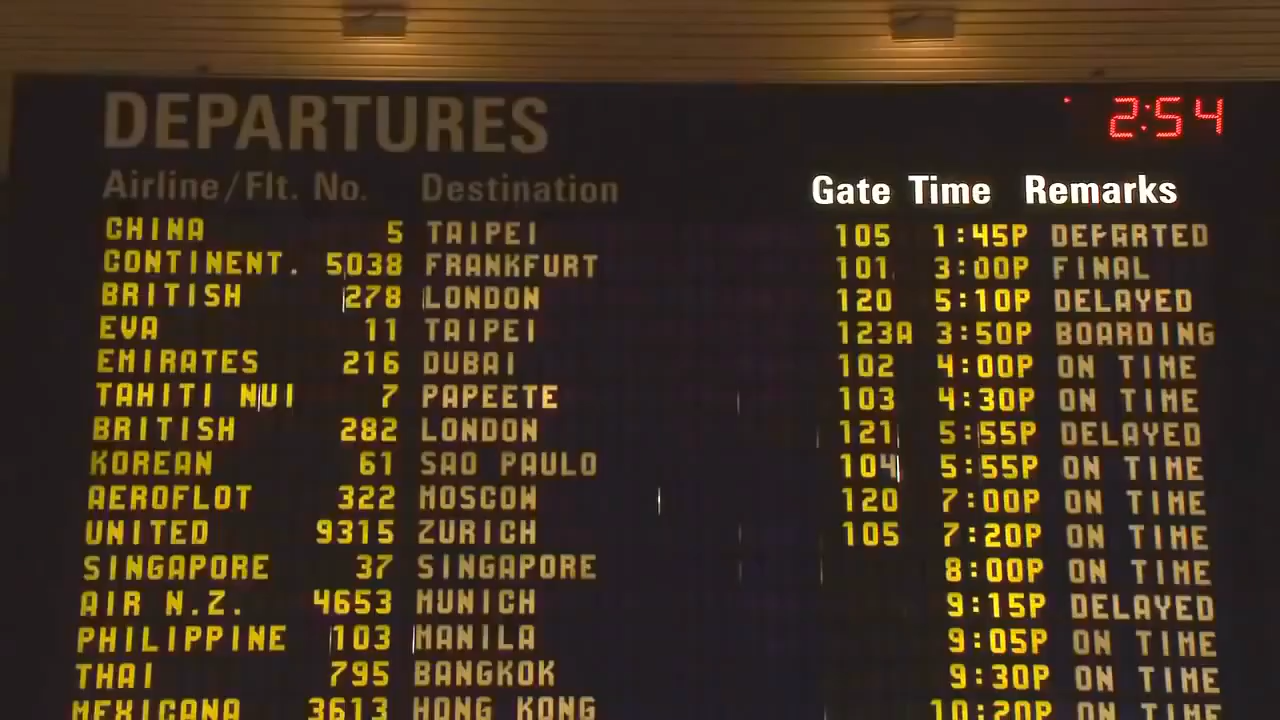 DEPARTURES 2:54
Airline/Flt. No. Destination Gate Time Remarks
CHINA 5 TAIPEI 105 1:45P DEPARTED
CONTINENT. 5038 FRANKFURT 101 3:00P FINAL
BRITISH 278 LONDON 120 5:10P DELAYED
EVA 11 TAIPEI 123A 3:50P BOARDING
EMIRATES 216 DUBAI 102 4:00P ON TIME
TAHITI NUI 7 PAPEETE 103 4:30P ON TIME
BRITISH 282 LONDON 121 5:55P DELAYED
KOREAN 61 SAO PAULO 104 5:55P ON TIME
AEROFLOT 322 MOSCOW 120 7:00P ON TIME
UNITED 9315 ZURICH 105 7:20P ON TIME
SINGAPORE 37 SINGAPORE 8:00P ON TIME
AIR N.Z. 4653 MUNICH 9:15P DELAYED
PHILIPPINE 103 MANILA 9:05P ON TIME
THAI 795 BANGKOK 9:30P ON TIME
MEXICANA 3613 HONG KONG 10:20P ON TIME